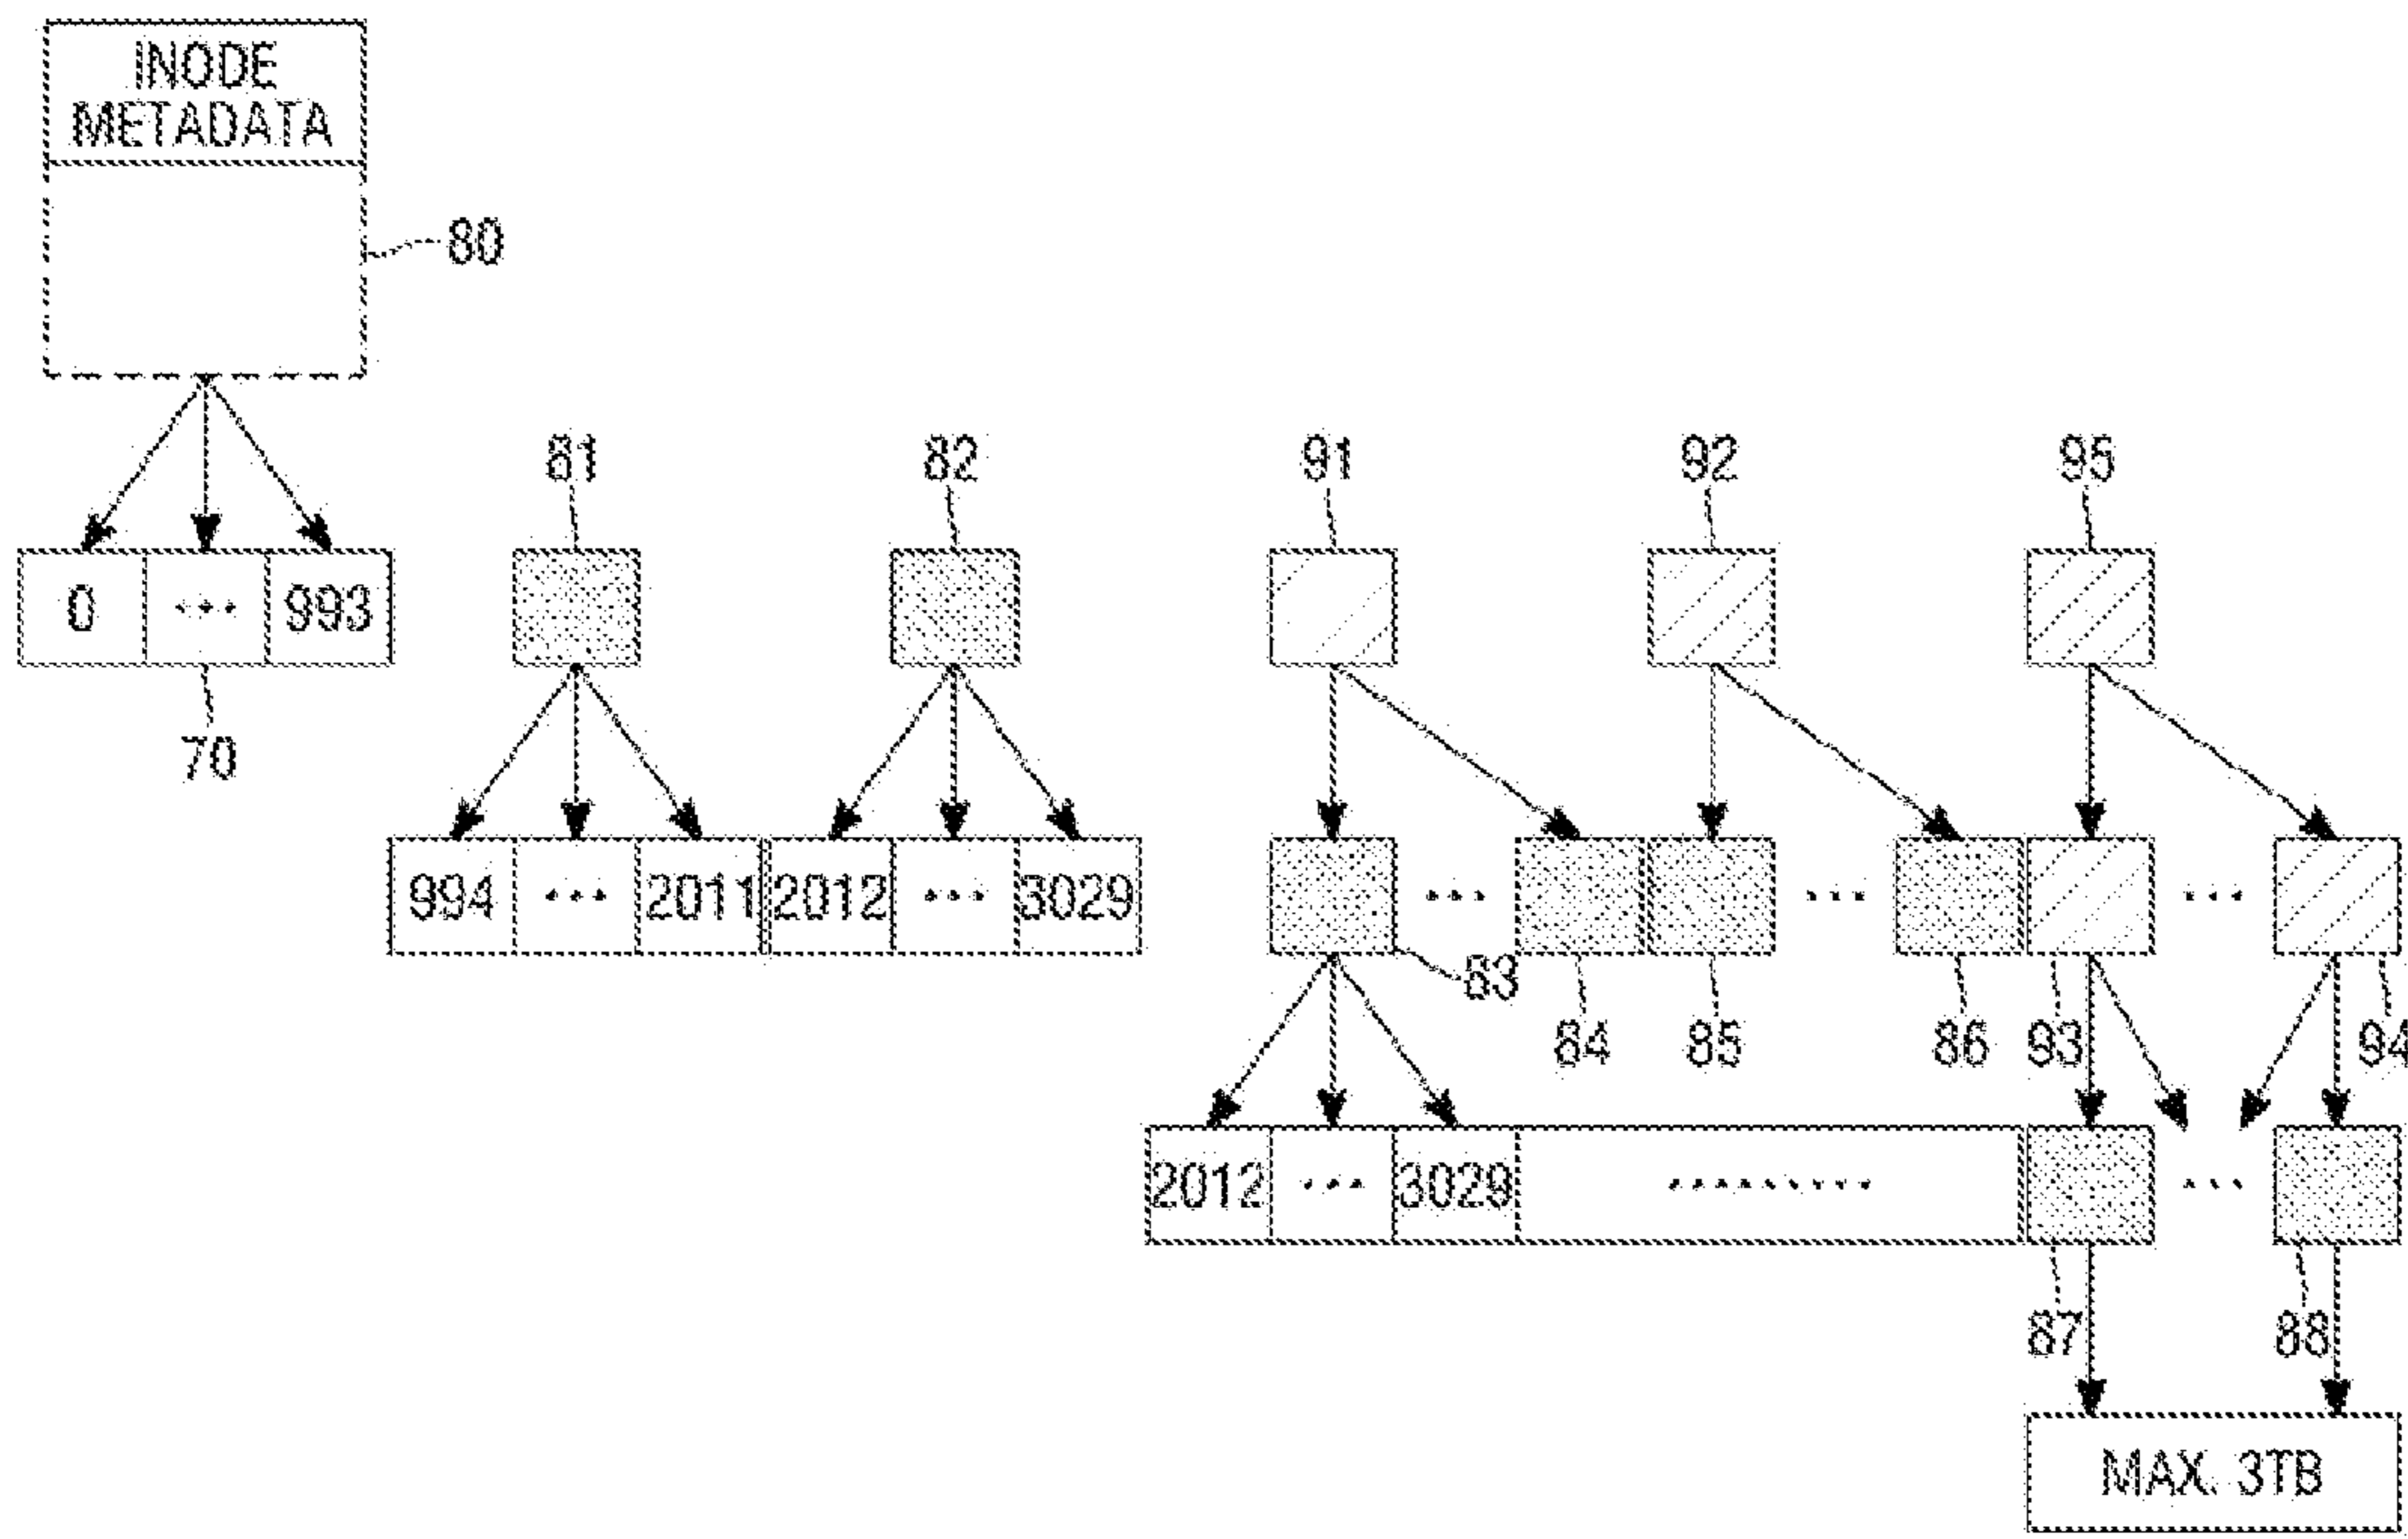 INODE
METADATA
80
81
82
91
92
95
0 ... 993
70
994 ... 2011 2012 ... 3029
... ... ...
83
84
85
86
93
94
2012 ... 3029 ......... ...
87
88
MAX. 3TB